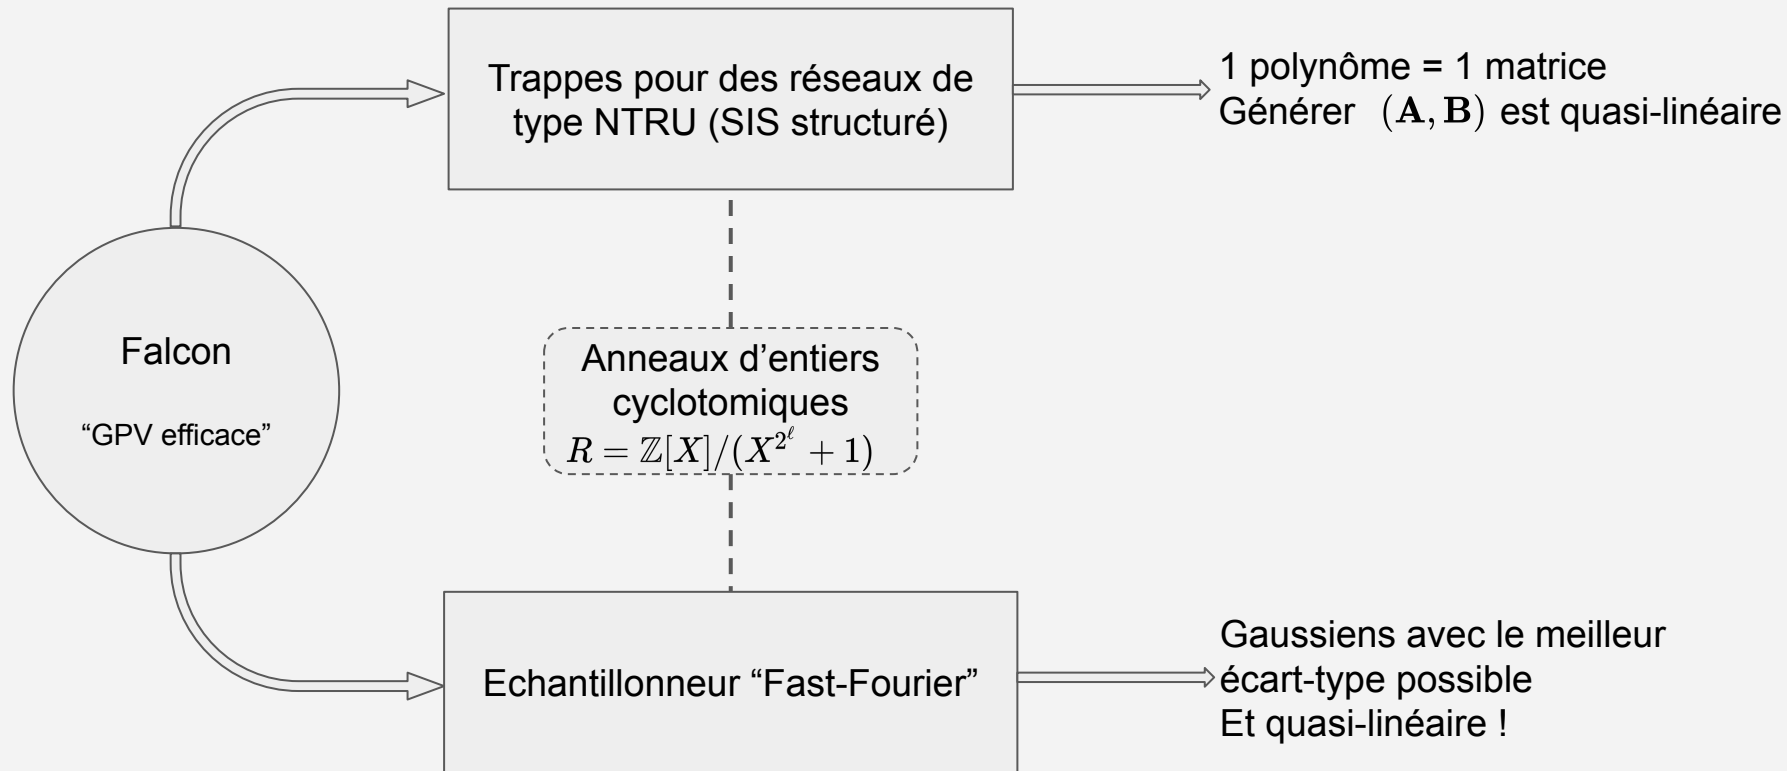 Trappes pour des réseaux de
type NTRU (SIS structuré)
1 polynôme = 1 matrice
Générer (A, B) est quasi-linéaire
Falcon
“GPV efficace”
Anneaux d’entiers
cyclotomiques
R = ℤ[X]/(X^{2^ℓ} + 1)
Echantillonneur “Fast-Fourier”
Gaussiens avec le meilleur
écart-type possible
Et quasi-linéaire !